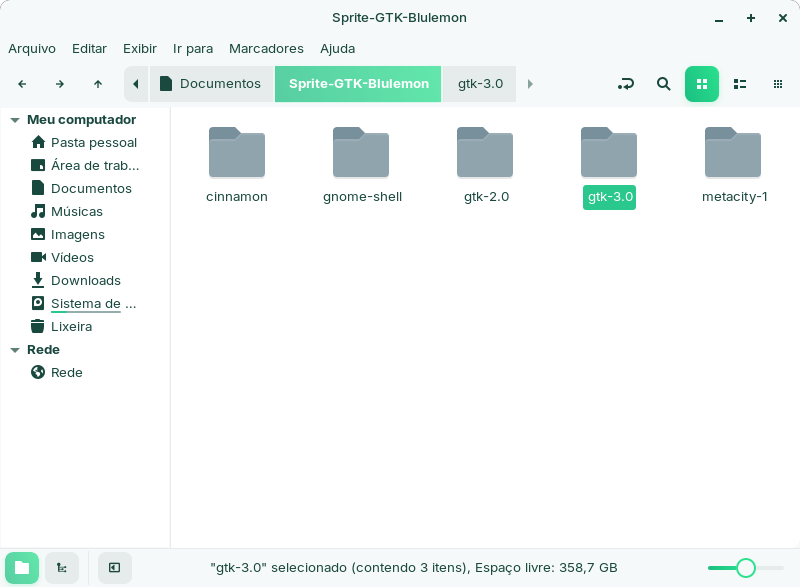 Sprite-GTK-Blulemon
Arquivo Editar Exibir Ir para Marcadores Ajuda
Documentos Sprite-GTK-Blulemon gtk-3.0
Meu computador
Pasta pessoal
Área de trab...
Documentos
Músicas
Imagens
Vídeos
Downloads
Sistema de ...
Lixeira
Rede
Rede
cinnamon gnome-shell gtk-2.0 gtk-3.0 metacity-1
"gtk-3.0" selecionado (contendo 3 itens), Espaço livre: 358,7 GB